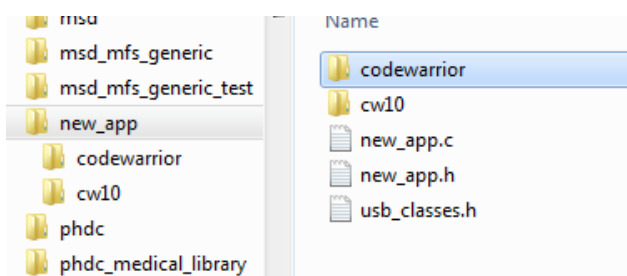 msd
msd_mfs_generic
msd_mfs_generic_test
new_app
codewarrior
cw10
phdc
phdc_medical_library
Name
codewarrior
cw10
new_app.c
new_app.h
usb_classes.h